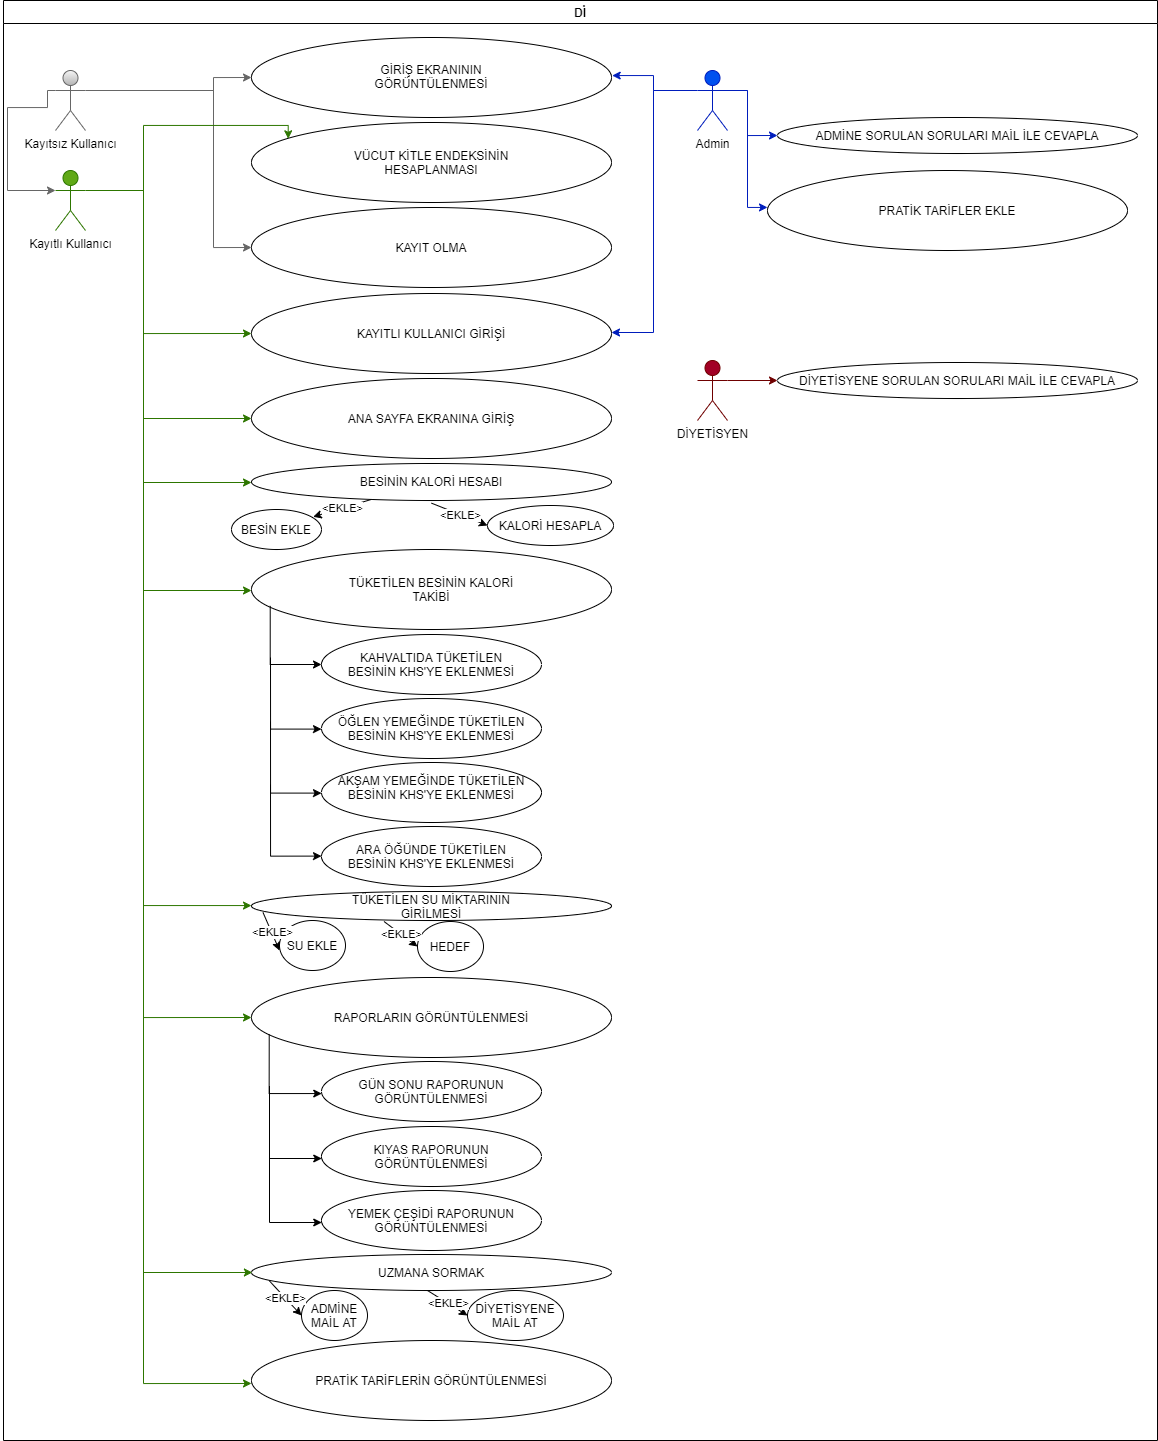 Dİ
GİRİŞ EKRANININ
GÖRÜNTÜLENMESİ
Kayıtsız Kullanıcı
Admin
ADMİNE SORULAN SORULARI MAİL İLE CEVAPLA
VÜCUT KİTLE ENDEKSİNİN
HESAPLANMASI
PRATİK TARİFLER EKLE
Kayıtlı Kullanıcı
KAYIT OLMA
KAYITLI KULLANICI GİRİŞİ
DİYETİSYENE SORULAN SORULARI MAİL İLE CEVAPLA
DİYETİSYEN
ANA SAYFA EKRANINA GİRİŞ
BESİNİN KALORİ HESABI
<EKLE>
<EKLE>
BESİN EKLE
KALORİ HESAPLA
TÜKETİLEN BESİNİN KALORİ
TAKİBİ
KAHVALTIDA TÜKETİLEN
BESİNİN KHS'YE EKLENMESİ
ÖĞLEN YEMEĞİNDE TÜKETİLEN
BESİNİN KHS'YE EKLENMESİ
AKŞAM YEMEĞİNDE TÜKETİLEN
BESİNİN KHS'YE EKLENMESİ
ARA ÖĞÜNDE TÜKETİLEN
BESİNİN KHS'YE EKLENMESİ
TÜKETİLEN SU MİKTARININ
GİRİLMESİ
<EKLE>
<EKLE>
SU EKLE
HEDEF
RAPORLARIN GÖRÜNTÜLENMESİ
GÜN SONU RAPORUNUN
GÖRÜNTÜLENMESİ
KIYAS RAPORUNUN
GÖRÜNTÜLENMESİ
YEMEK ÇEŞİDİ RAPORUNUN
GÖRÜNTÜLENMESİ
UZMANA SORMAK
<EKLE>
<EKLE>
ADMİNE
MAİL AT
DİYETİSYENE
MAİL AT
PRATİK TARİFLERİN GÖRÜNTÜLENMESİ